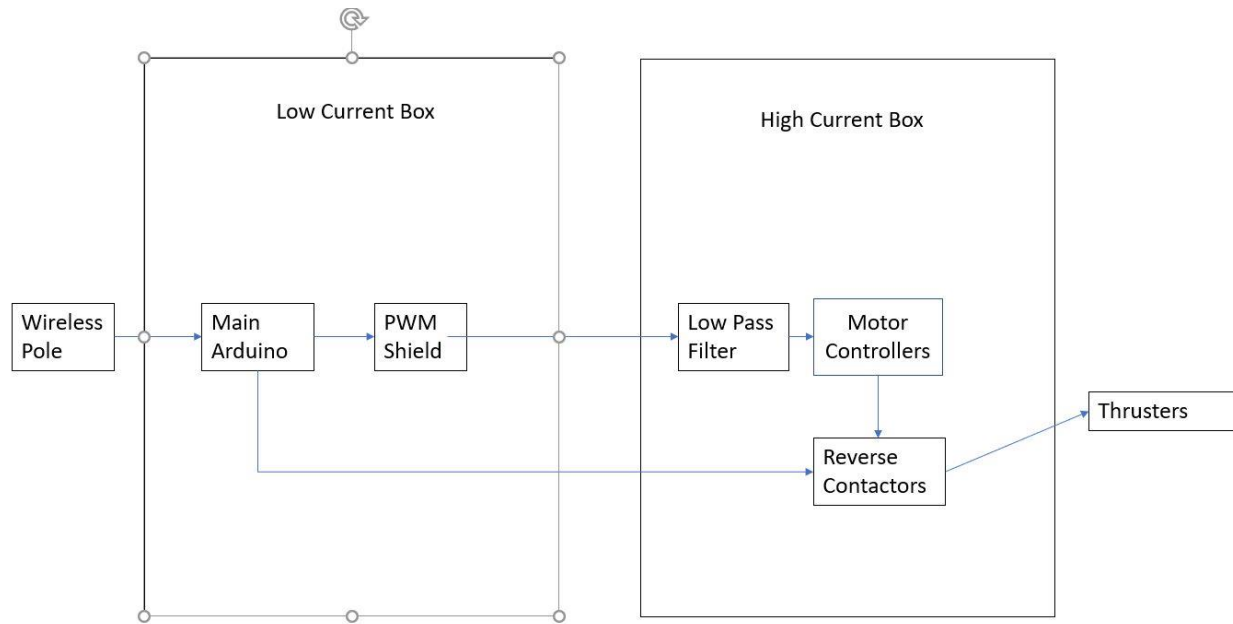 Low Current Box
High Current Box
Wireless
Pole
Main
Arduino
PWM
Shield
Low Pass
Filter
Motor
Controllers
Thrusters
Reverse
Contactors